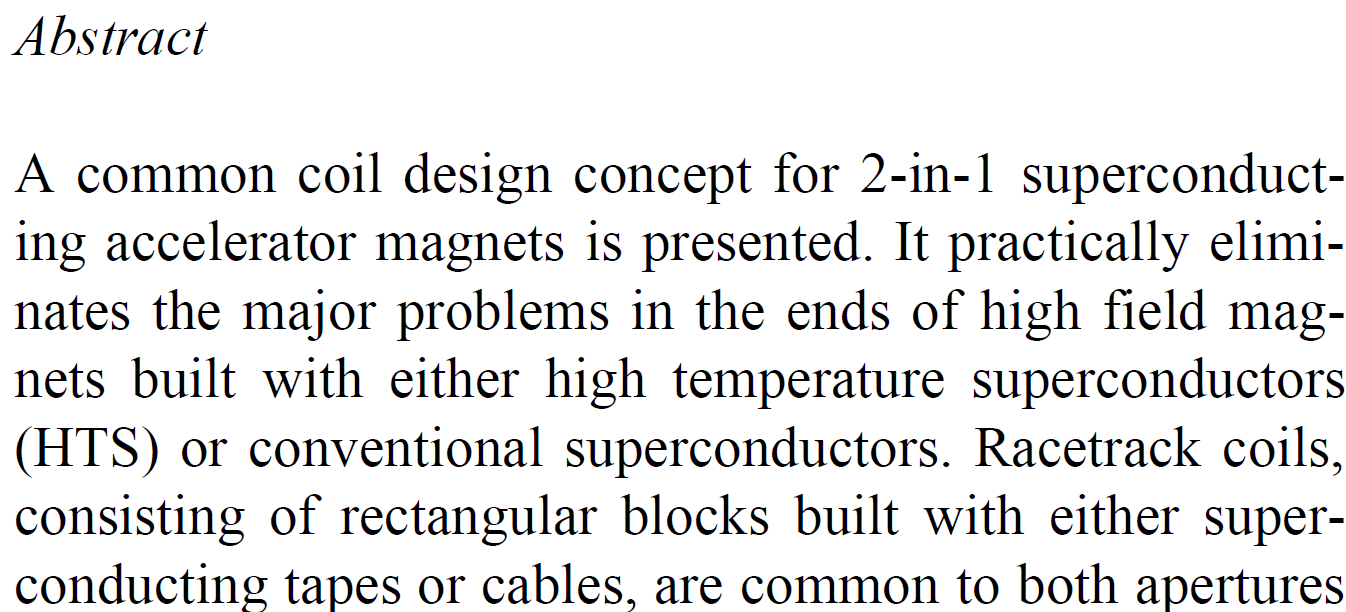 Abstract
A common coil design concept for 2-in-1 superconduct-
ing accelerator magnets is presented. It practically elimi-
nates the major problems in the ends of high field mag-
nets built with either high temperature superconductors
(HTS) or conventional superconductors. Racetrack coils,
consisting of rectangular blocks built with either super-
conducting tapes or cables, are common to both apertures